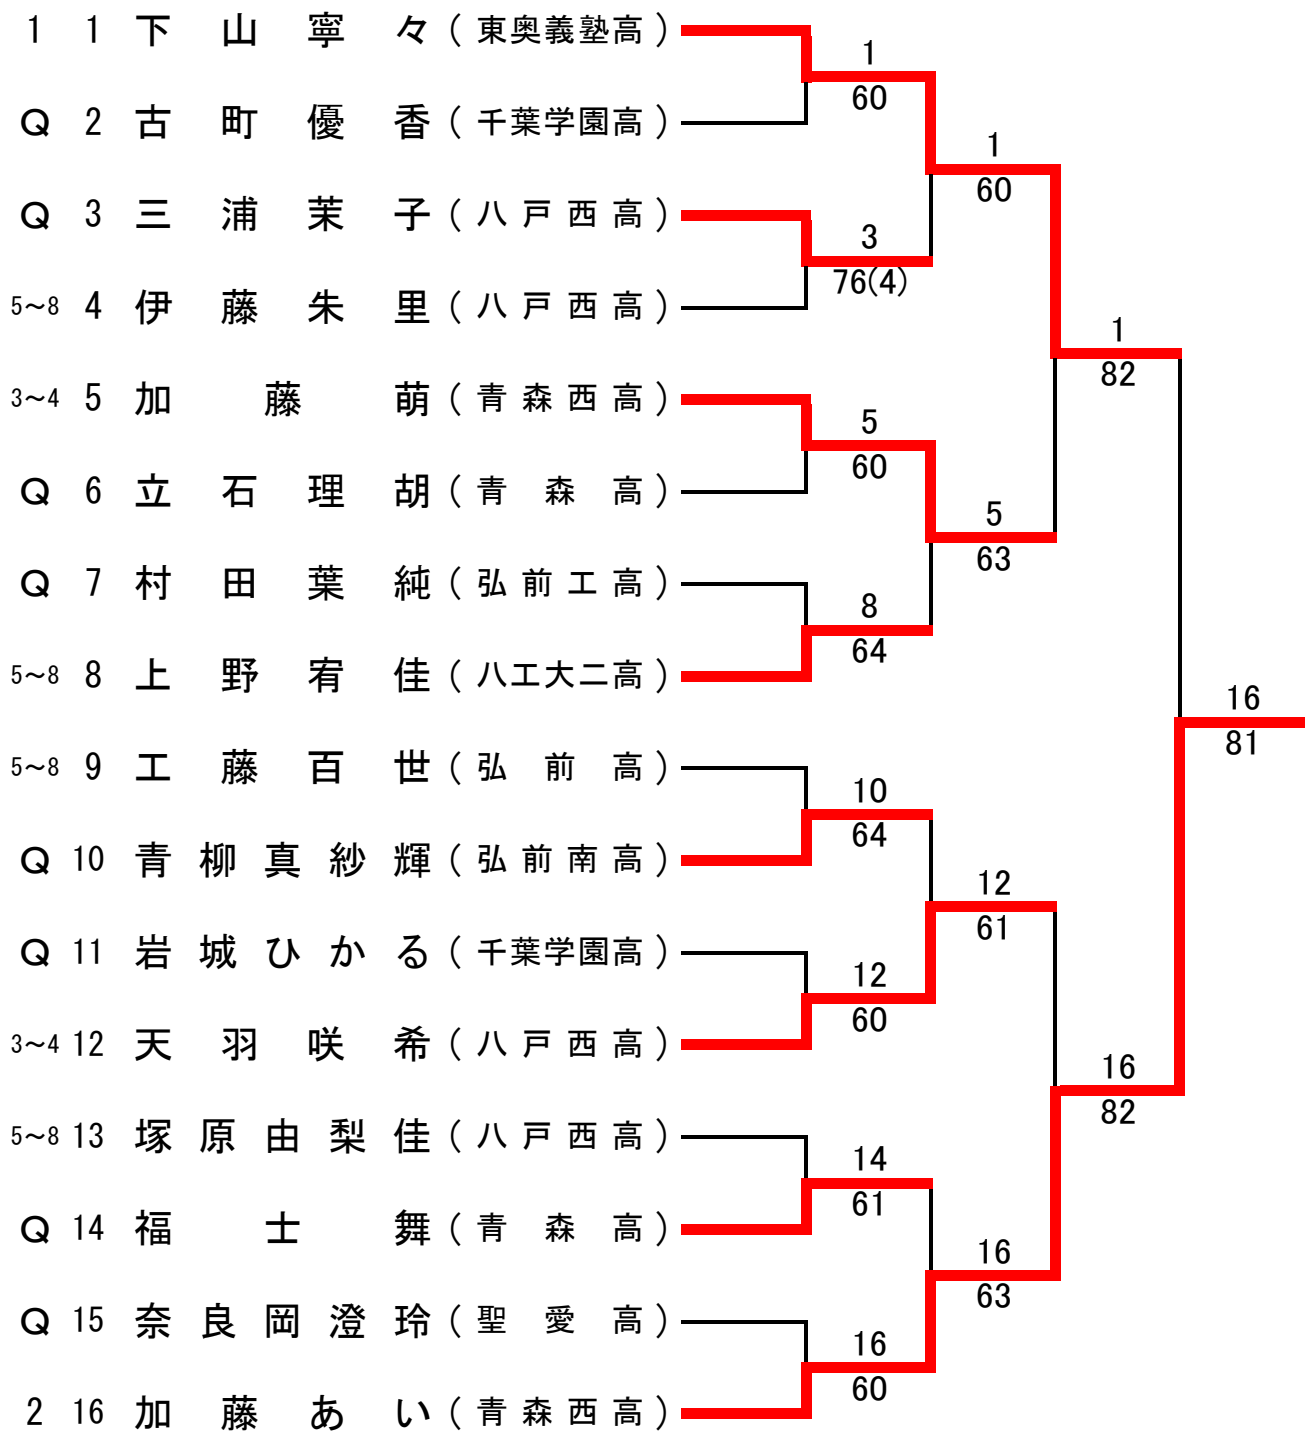 1 1 下山寧々 (東奥義塾高)
Q 2 古町優香 (千葉学園高)
Q 3 三浦茉子 (八戸西高)
5～8 4 伊藤朱里 (八戸西高)
3～4 5 加藤萌 (青森西高)
Q 6 立石理胡 (青森高)
Q 7 村田葉純 (弘前工高)
5～8 8 上野宥佳 (八工大二高)
5～8 9 工藤百世 (弘前高)
Q 10 青柳真紗輝 (弘前南高)
Q 11 岩城ひかる (千葉学園高)
3～4 12 天羽咲希 (八戸西高)
5～8 13 塚原由梨佳 (八戸西高)
Q 14 福士舞 (青森高)
Q 15 奈良岡澄玲 (聖愛高)
2 16 加藤あい (青森西高)
1
60
3
76(4)
5
60
8
64
10
64
12
60
14
61
16
60
1
60
5
63
12
61
16
63
1
82
16
82
16
81